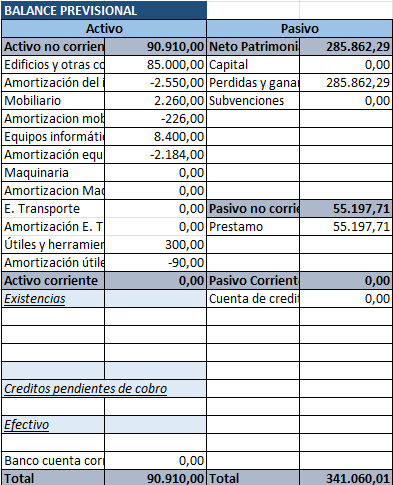 BALANCE PREVISIONAL
Activo Pasivo
Activo no corrien 90.910,00 Neto Patrimoni 285.862,29
Edificios y otras co 85.000,00 Capital 0,00
Amortización del i -2.550,00 Perdidas y ganar 285.862,29
Mobiliario 2.260,00 Subvenciones 0,00
Amortizacion mob -226,00
Equipos informáti 8.400,00
Amortización equ -2.184,00
Maquinaria 0,00
Amortizacion Mac 0,00
E. Transporte 0,00 Pasivo no corrie 55.197,71
Amortización E. T 0,00 Prestamo 55.197,71
Útiles y herramier 300,00
Amortización útile -90,00
Activo corriente 0,00 Pasivo Corrient 0,00
Existencias Cuenta de credit 0,00
Creditos pendientes de cobro
Efectivo
Banco cuenta corr 0,00
Total 90.910,00 Total 341.060,01